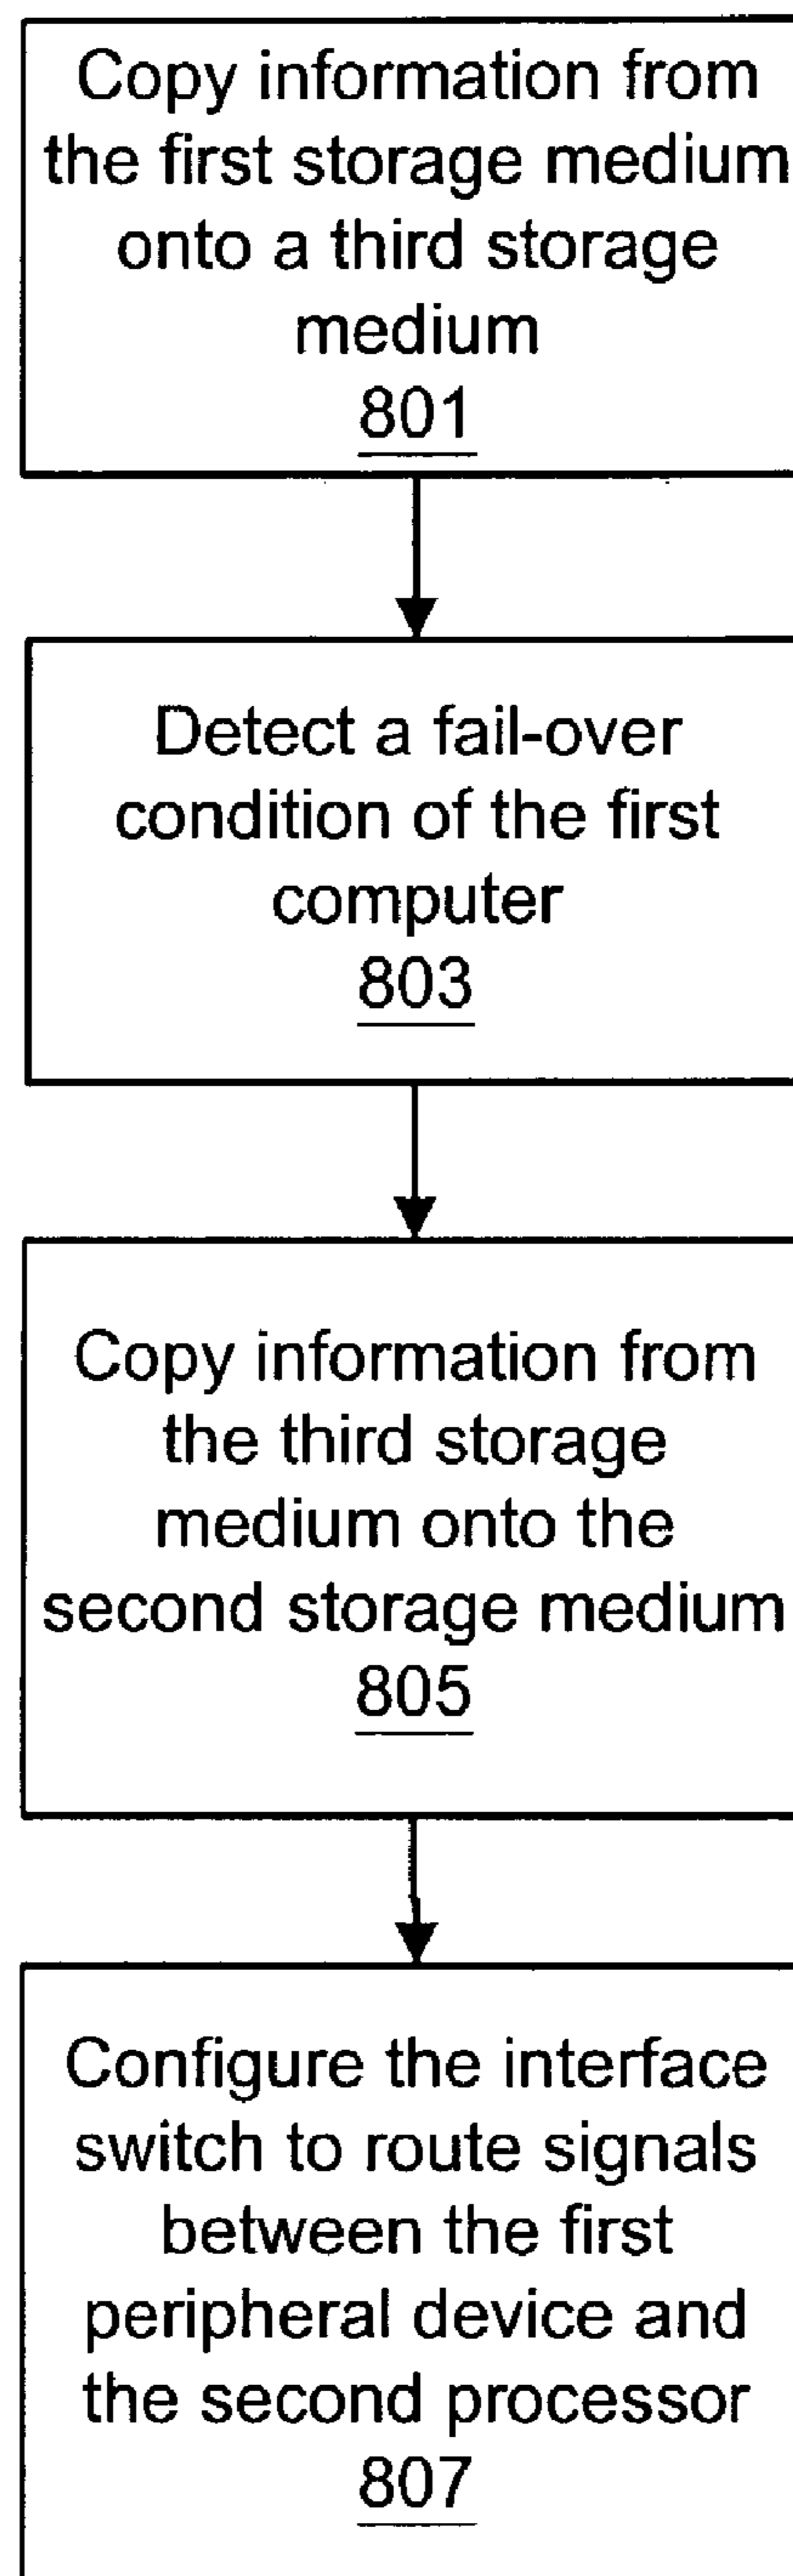 Copy information from
the first storage medium
onto a third storage
medium
801
Detect a fail-over
condition of the first
computer
803
Copy information from
the third storage
medium onto the
second storage medium
805
Configure the interface
switch to route signals
between the first
peripheral device and
the second processor
807